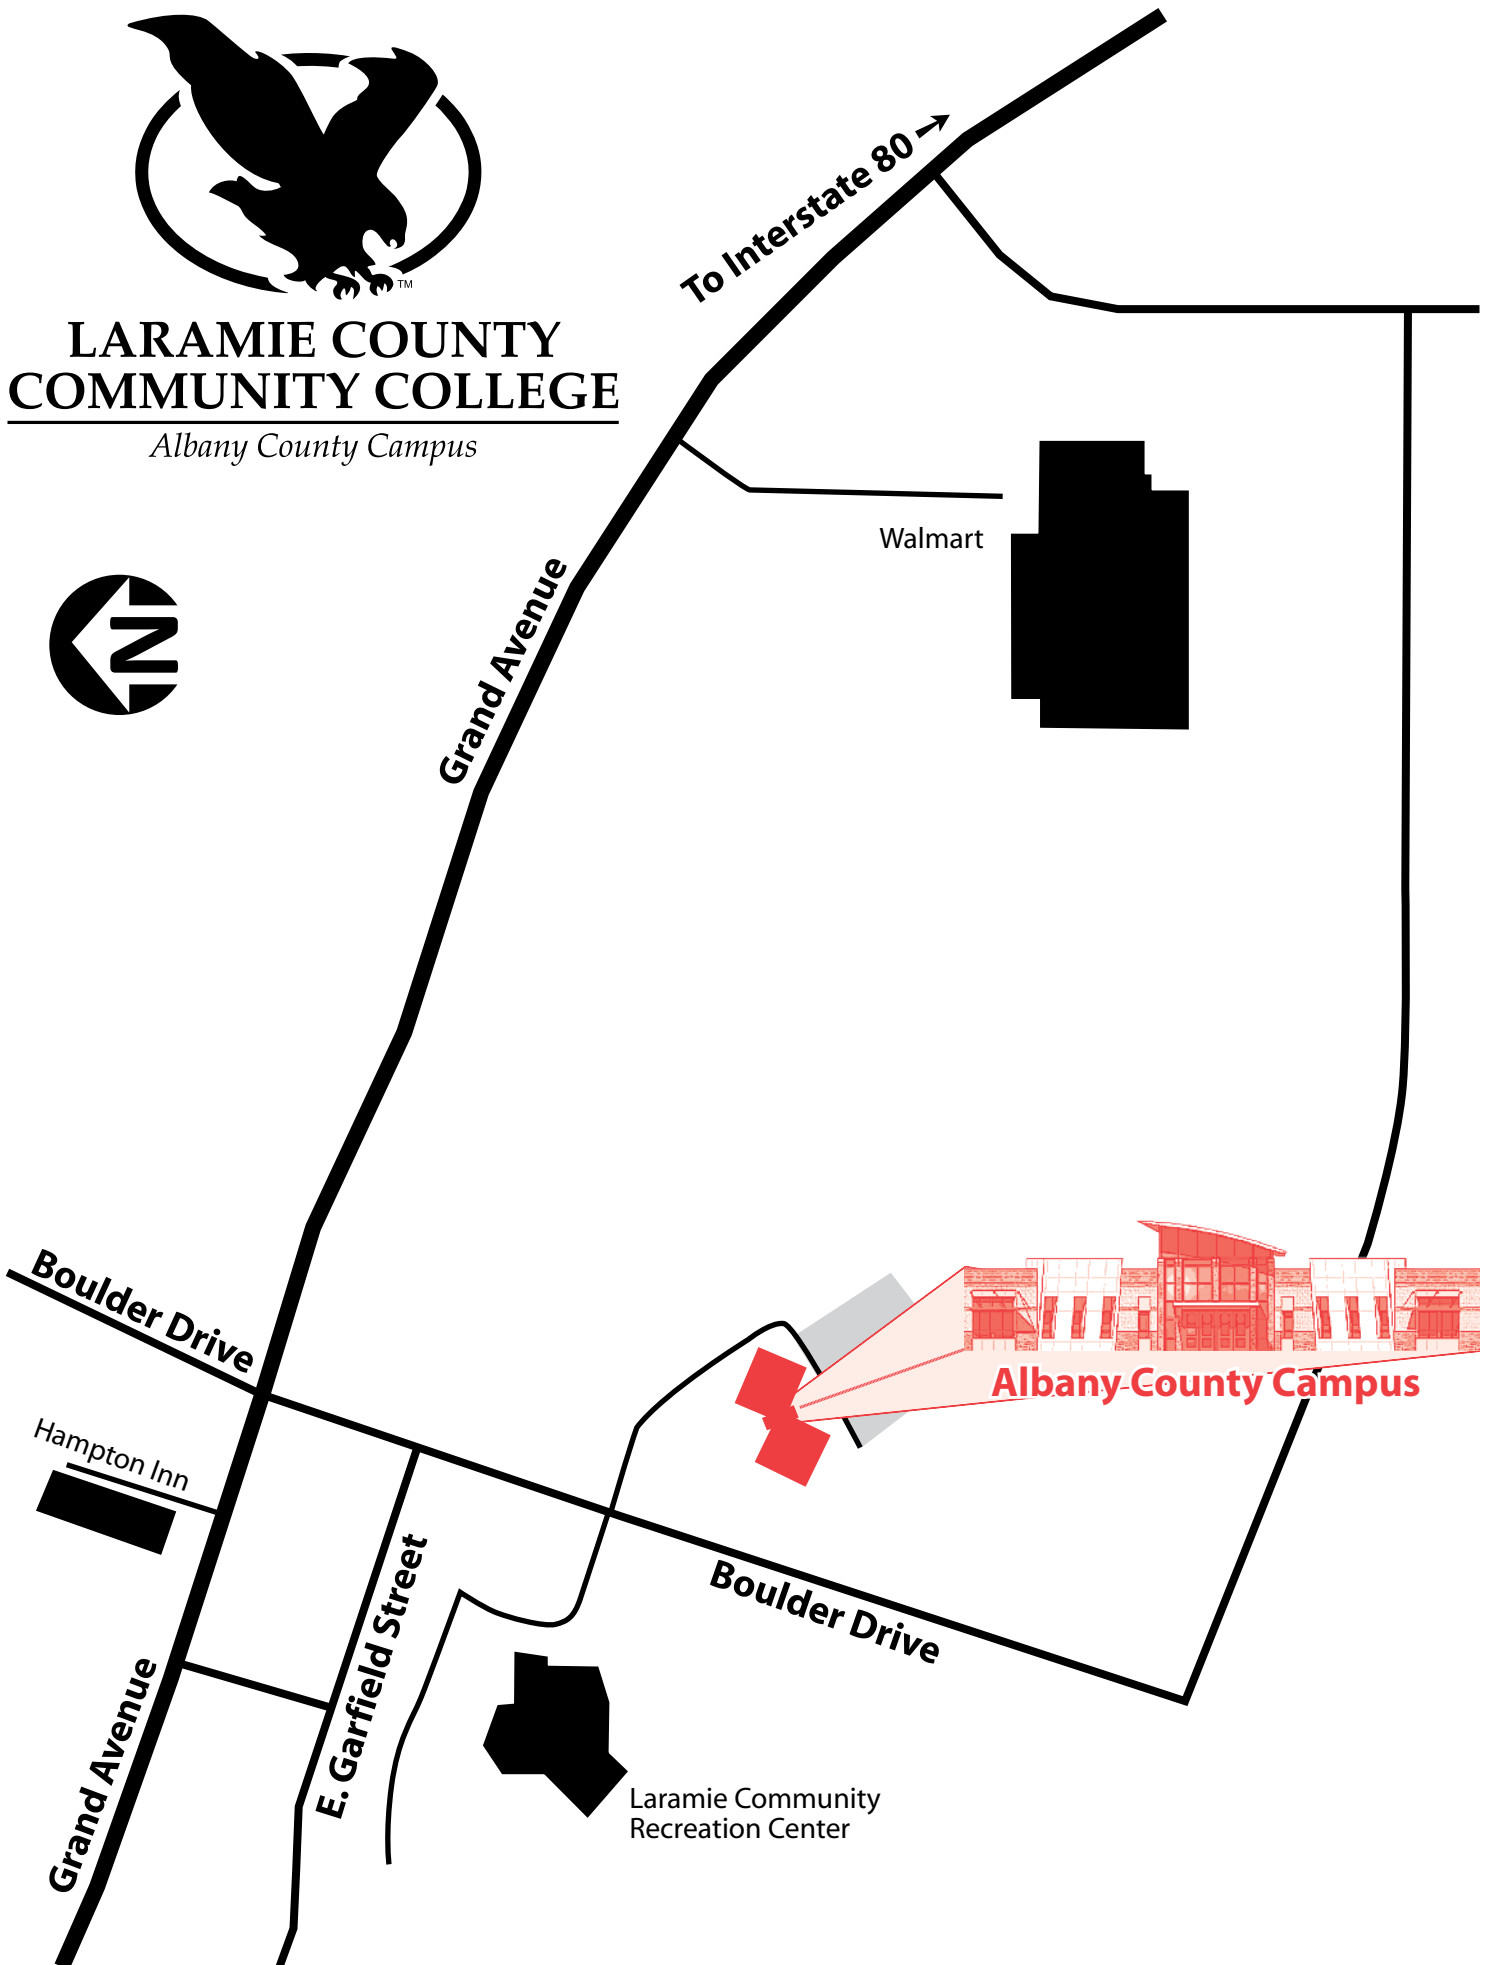 TM
LARAMIE COUNTY
COMMUNITY COLLEGE
Albany County Campus
To Interstate 80
Walmart
N
Grand Avenue
Boulder Drive
Albany County Campus
Hampton Inn
Boulder Drive
E. Garfield Street
Grand Avenue
Laramie Community
Recreation Center